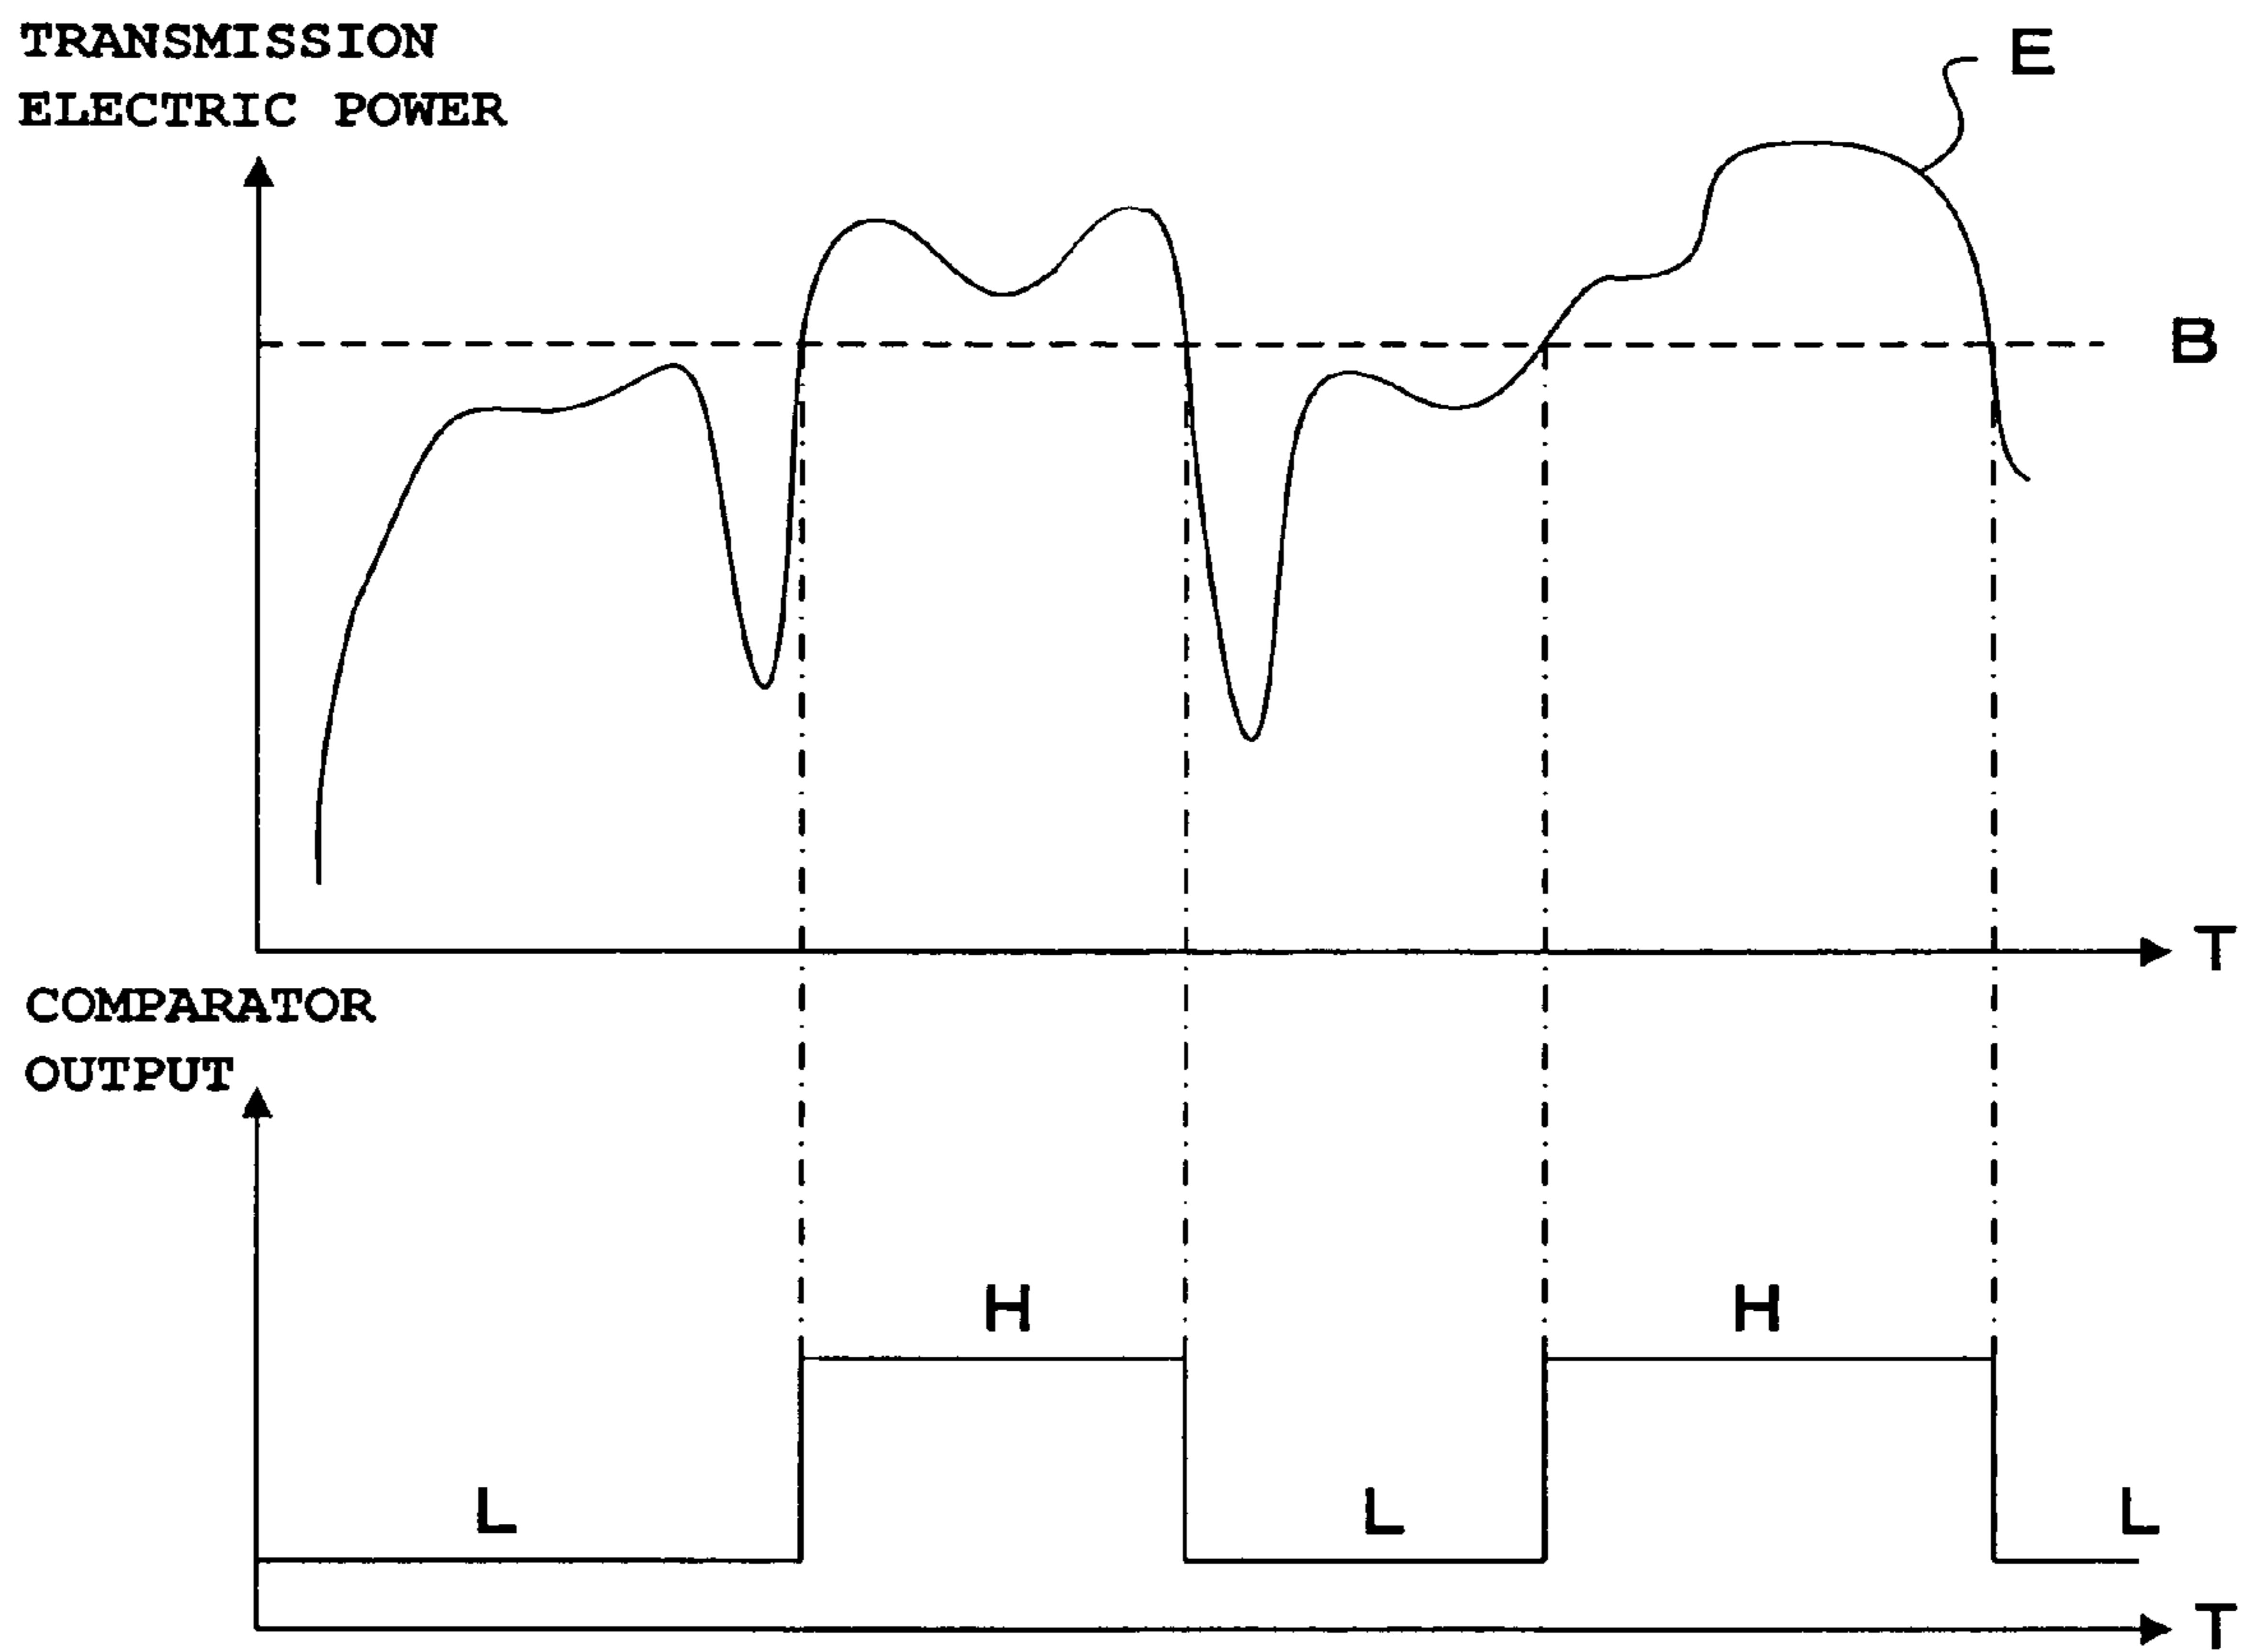 TRANSMISSION
ELECTRIC POWER
E
B
T
COMPARATOR
OUTPUT
H
H
L
L
L
T